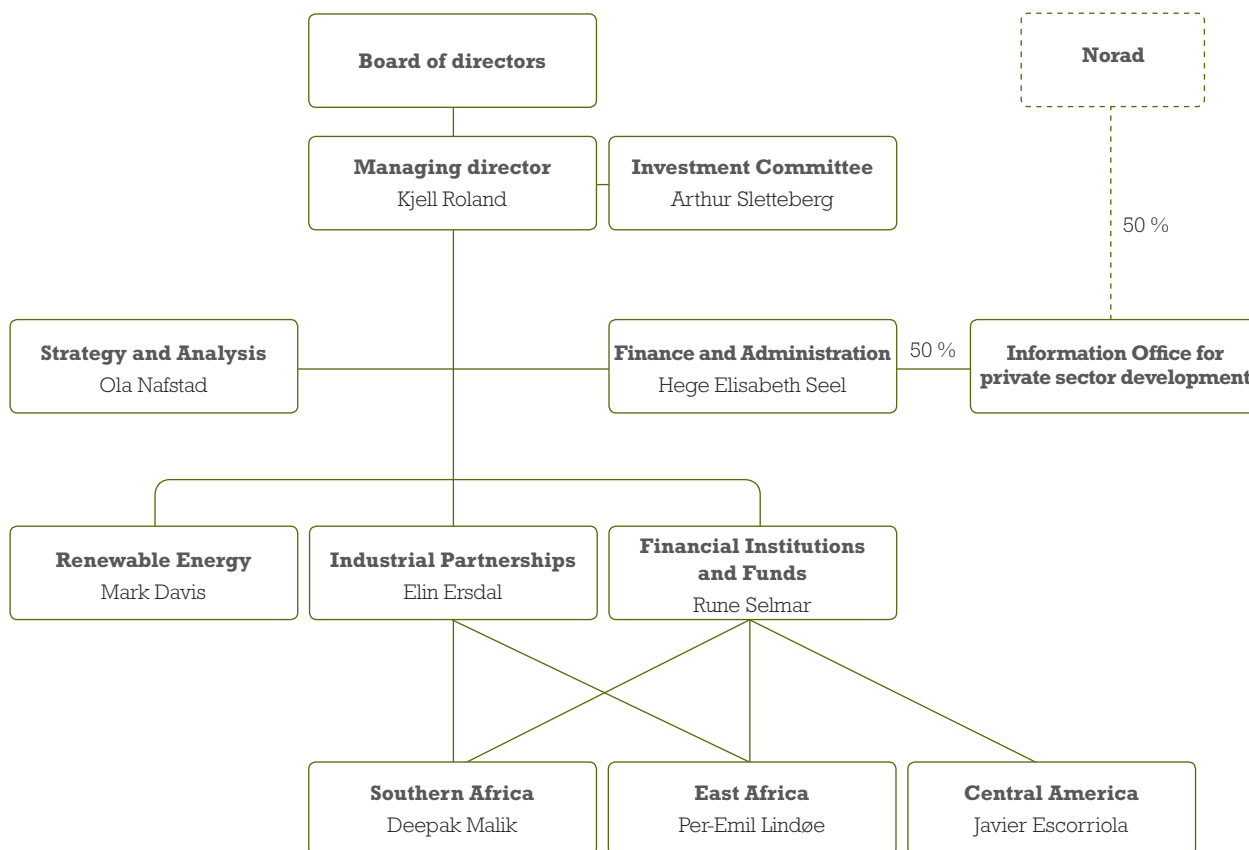 Board of directors
Norad
Managing director
Kjell Roland
Investment Committee
Arthur Sletteberg
50 %
Strategy and Analysis
Ola Nafstad
Finance and Administration
Hege Elisabeth Seel
50 %
Information Office for
private sector development
Renewable Energy
Mark Davis
Industrial Partnerships
Elin Ersdal
Financial Institutions
and Funds
Rune Selmar
Southern Africa
Deepak Malik
East Africa
Per-Emil Lindøe
Central America
Javier Escorriola